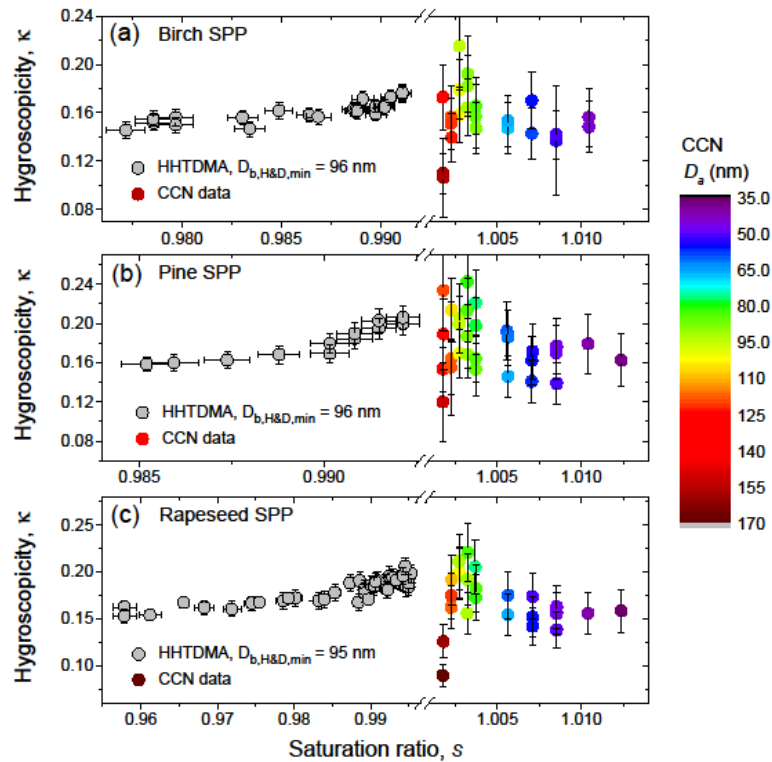 (a) Birch SPP
Hygroscopicity, κ
0.24
0.20
0.16
0.12
0.08
HHTDMA, D_b,H&D,min = 96 nm
CCN data
0.980 0.985 0.990 1.005 1.010
(b) Pine SPP
Hygroscopicity, κ
0.24
0.20
0.16
0.12
0.08
HHTDMA, D_b,H&D,min = 96 nm
CCN data
0.985 0.990 1.005 1.010
(c) Rapeseed SPP
Hygroscopicity, κ
0.25
0.20
0.15
0.10
HHTDMA, D_b,H&D,min = 95 nm
CCN data
0.96 0.97 0.98 0.99 1.005 1.010
Saturation ratio, s
CCN
D_a (nm)
35.0
50.0
65.0
80.0
95.0
110
125
140
155
170